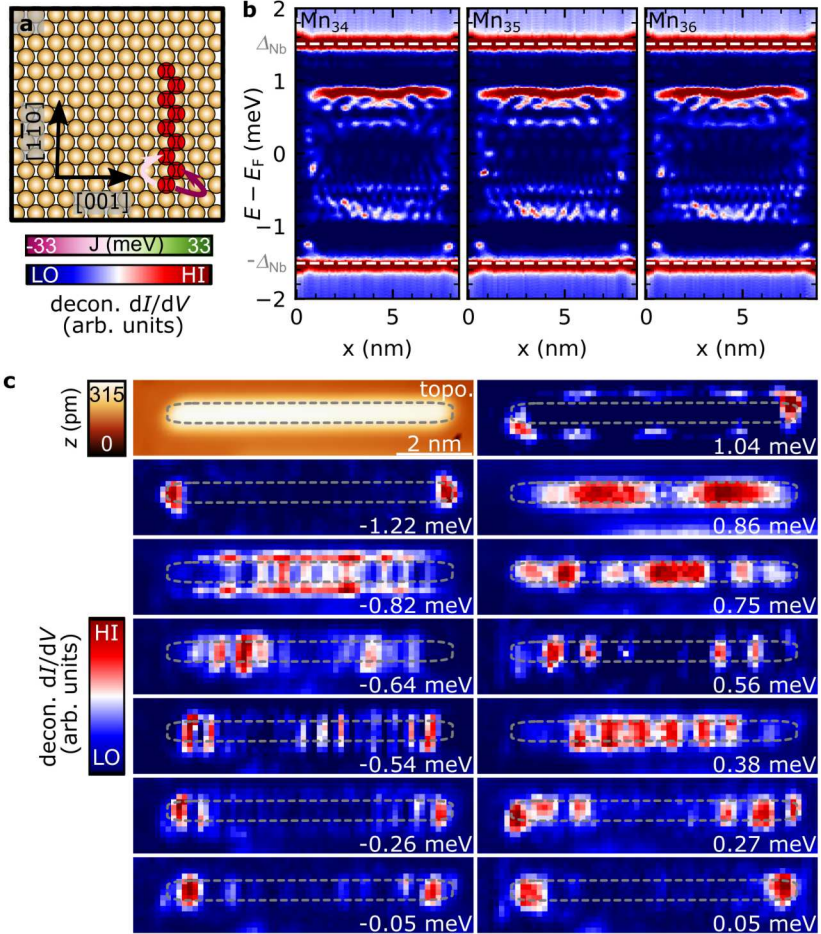 a
[11̅0]
[001]
-33 J (meV) 33
LO HI
decon. dI/dV
(arb. units)
b
Mn34 Mn35 Mn36
2
ΔNb
1
0
-1
-ΔNb
-2
E − EF (meV)
0 5 0 5 0 5
x (nm) x (nm) x (nm)
c
z (pm)
315
0
topo.
2 nm
1.04 meV
-1.22 meV
0.86 meV
-0.82 meV
0.75 meV
decon. dI/dV
(arb. units)
HI
LO
-0.64 meV
0.56 meV
-0.54 meV
0.38 meV
-0.26 meV
0.27 meV
-0.05 meV
0.05 meV